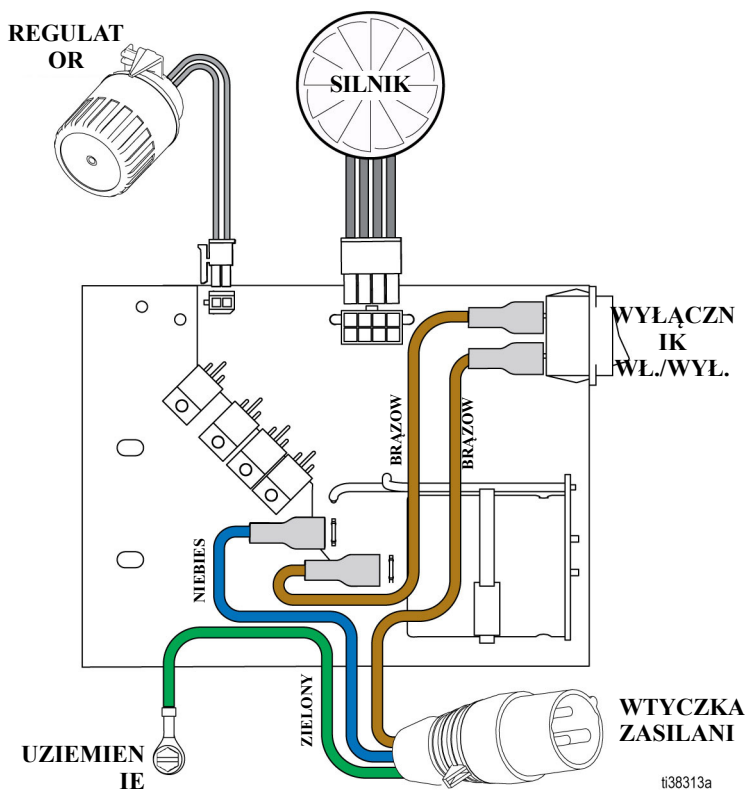 REGULAT
OR
SILNIK
WYŁĄCZN
IK
WŁ./WYŁ.
BRĄZOW
BRĄZOW
NIEBIES
ZIELONY
WTYCZKA
ZASILANI
UZIEMIEN
IE
ti38313a